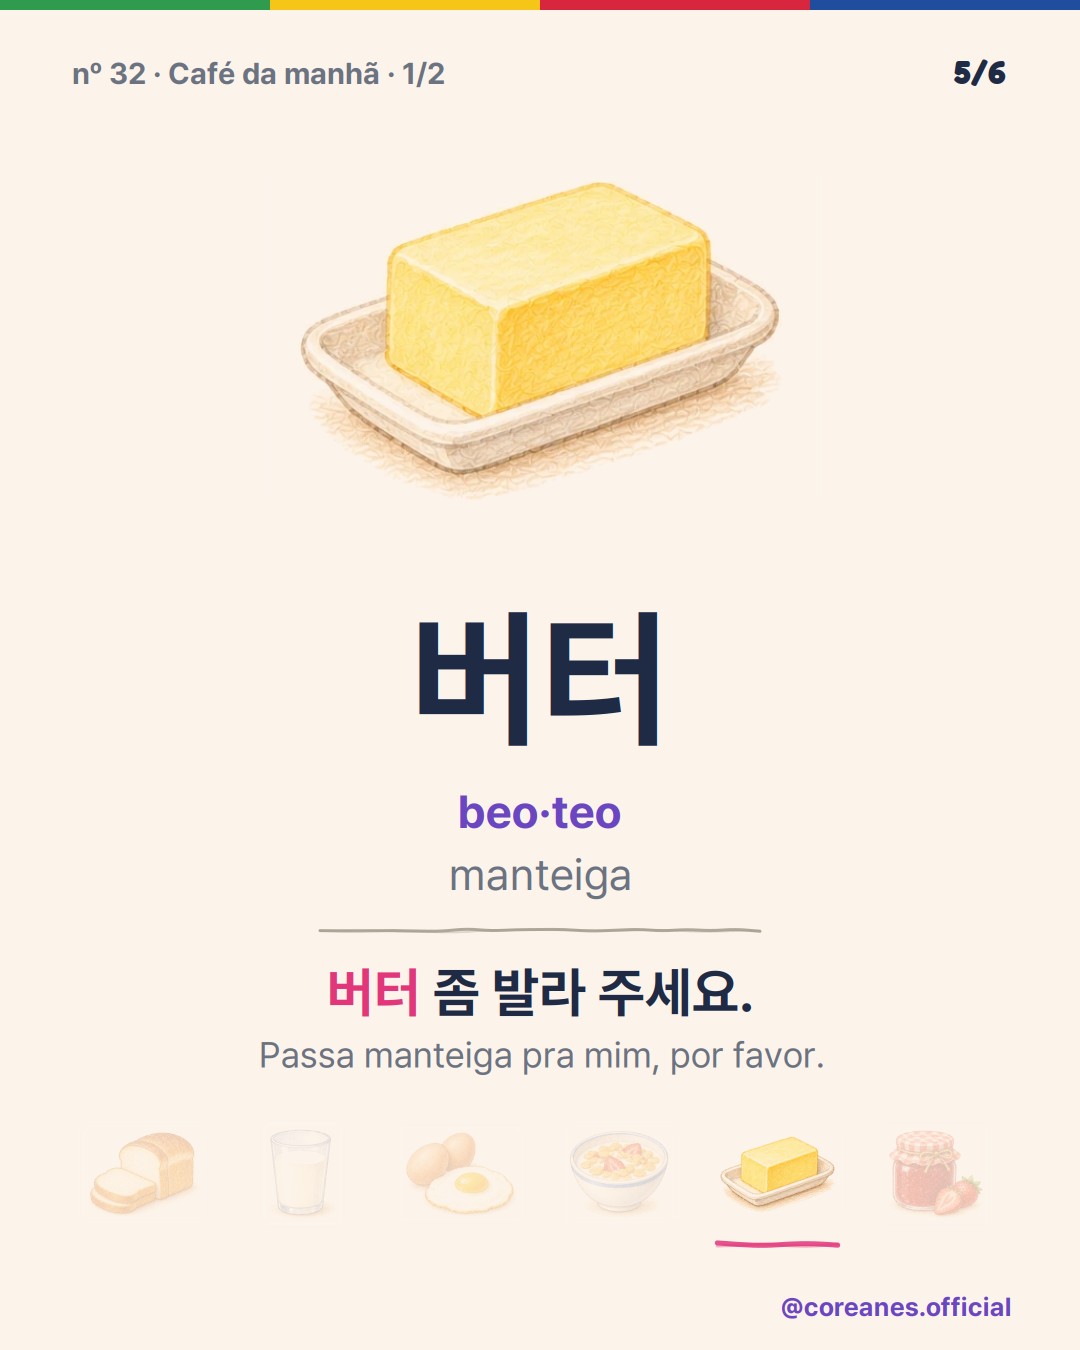 nº 32 · Café da manhã · 1/2
5/6
버터
beo·teo
manteiga
버터 좀 발라 주세요.
Passa manteiga pra mim, por favor.
@coreanes.official